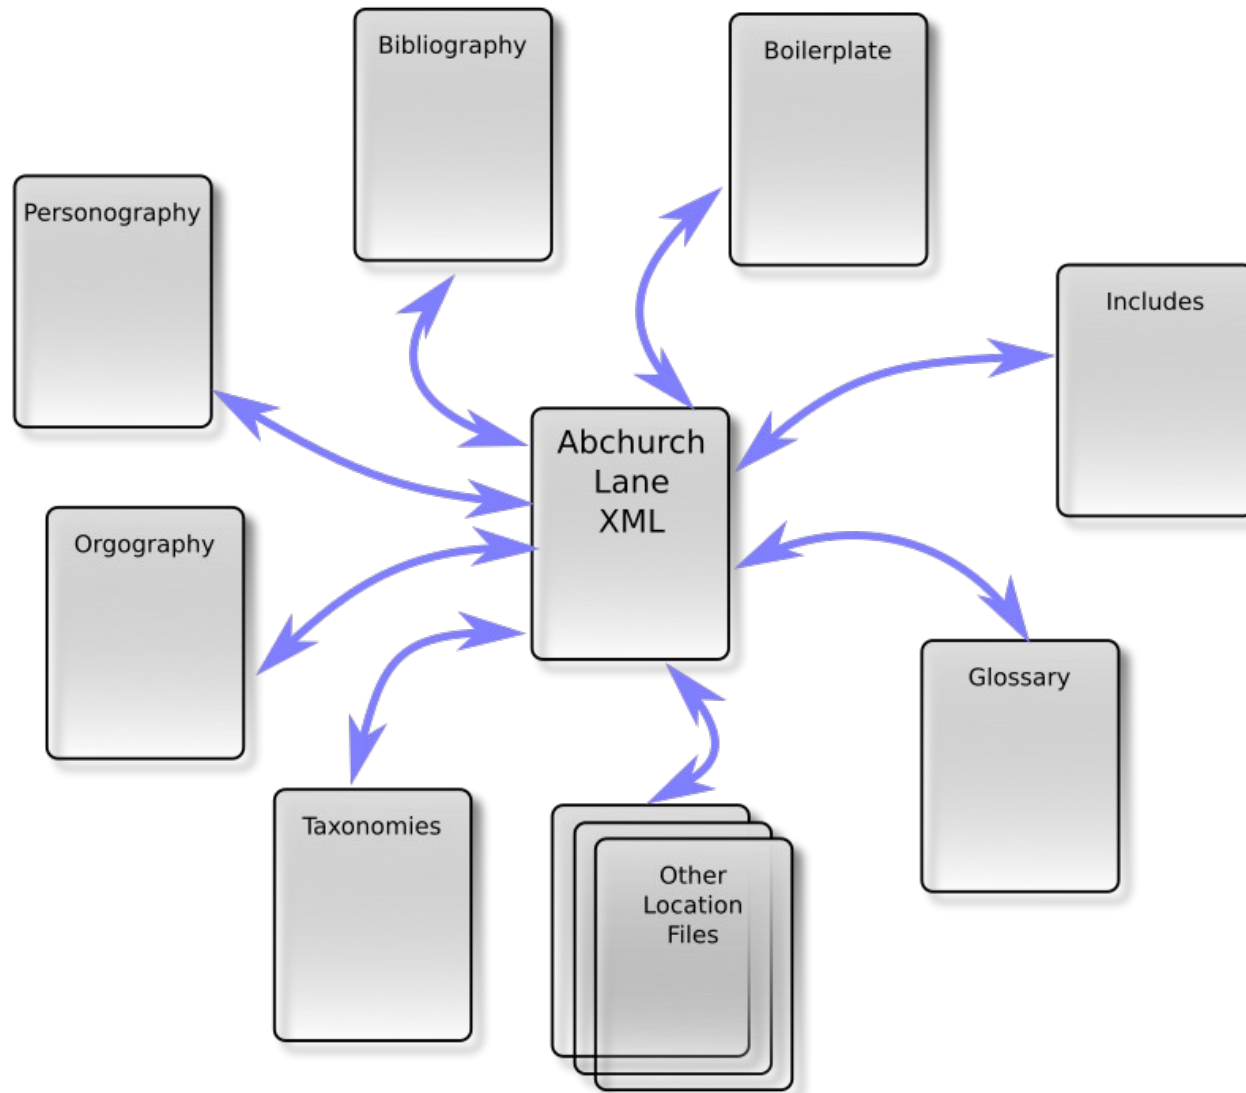 Bibliography
Boilerplate
Personography
Includes
Abchurch
Lane
XML
Orgography
Glossary
Taxonomies
Other
Location
Files